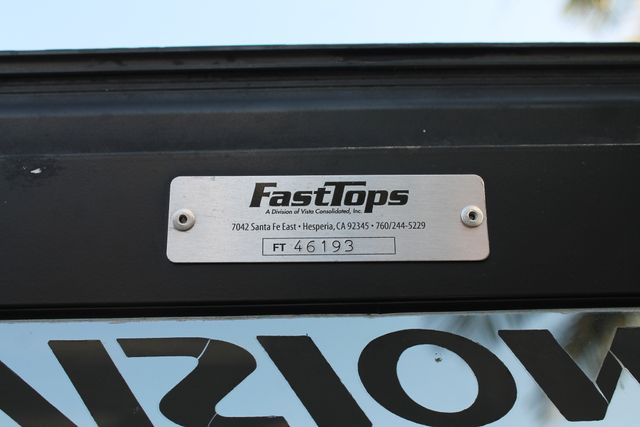 FastTops
A Division of Vista Consolidated, Inc.
7042 Santa Fe East • Hesperia, CA 92345 • 760/244-5229
FT 46193